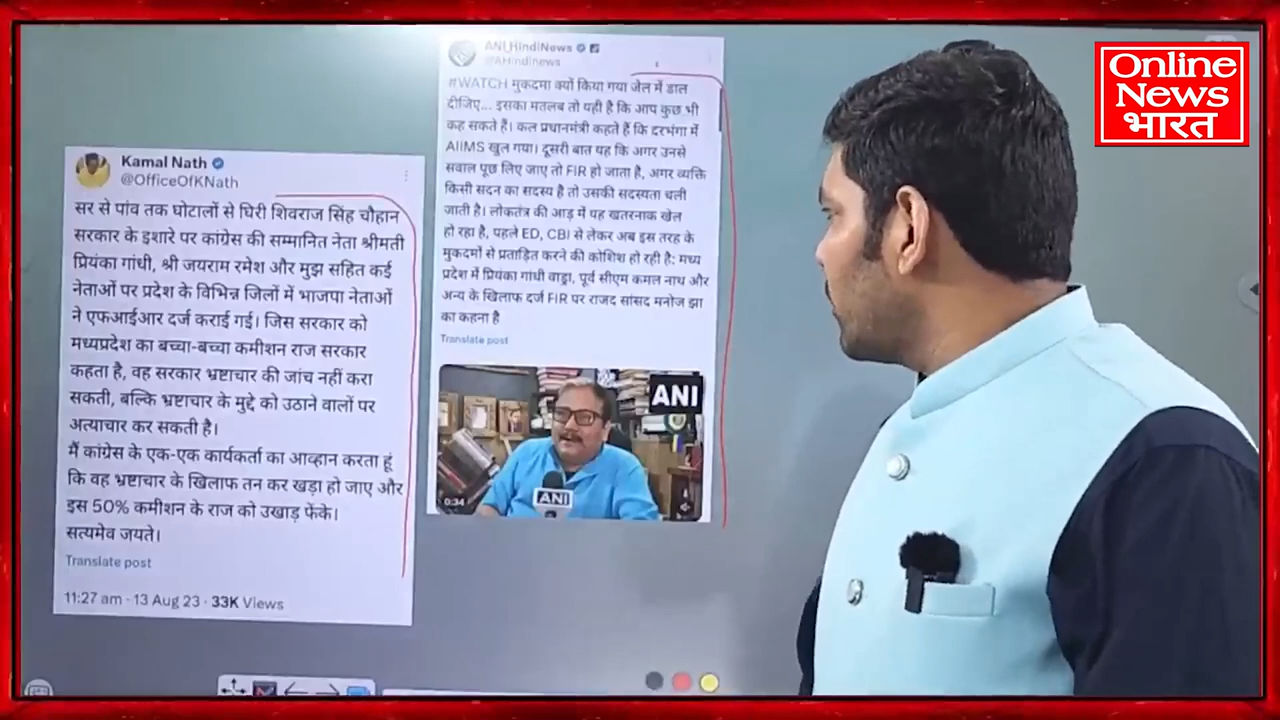 Kamal Nath
@OfficeOfKNath
सर से पांव तक घोटालों से घिरी शिवराज सिंह चौहान
सरकार के इशारे पर कांग्रेस की सम्मानित नेता श्रीमती
प्रियंका गांधी, श्री जयराम रमेश और मुझ सहित कई
नेताओं पर प्रदेश के विभिन्न जिलों में भाजपा नेताओं
ने एफआईआर दर्ज कराई गई। जिस सरकार को
मध्यप्रदेश का बच्चा-बच्चा कमीशन राज सरकार
कहता है, वह सरकार भ्रष्टाचार की जांच नहीं करा
सकती, बल्कि भ्रष्टाचार के मुद्दे को उठाने वालों पर
अत्याचार कर सकती है।
मैं कांग्रेस के एक-एक कार्यकर्ता का आव्हान करता हूं
कि वह भ्रष्टाचार के खिलाफ तन कर खड़ा हो जाए और
इस 50% कमीशन के राज को उखाड़ फेंके।
सत्यमेव जयते।
Translate post
11:27 am · 13 Aug 23 · 33K Views
ANI_HindiNews
@AHindinews
#WATCH मुकदमा क्यों किया गया जेल में डाल
दीजिए... इसका मतलब तो यही है कि आप कुछ भी
कह सकते हैं। कल प्रधानमंत्री कहते हैं कि दरभंगा में
AIIMS खुल गया। दूसरी बात यह कि अगर उनसे
सवाल पूछ लिए जाए तो FIR हो जाता है, अगर व्यक्ति
किसी सदन का सदस्य है तो उसकी सदस्यता चली
जाती है। लोकतंत्र की आड़ में यह खतरनाक खेल
हो रहा है, पहले ED, CBI से लेकर अब इस तरह के
मुकदमों से प्रताड़ित करने की कोशिश हो रही है: मध्य
प्रदेश में प्रियंका गांधी वाड्रा, पूर्व सीएम कमल नाथ और
अन्य के खिलाफ दर्ज FIR पर राजद सांसद मनोज झा
का कहना है
Translate post
ANI
ANI
0:34
Online
News
भारत